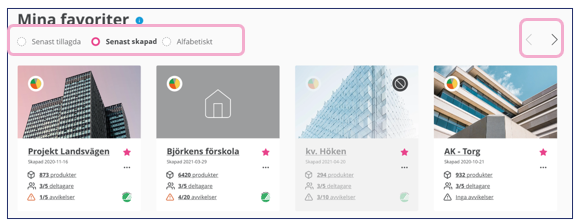 Mina favoriter
Senast tillagda Senast skapad Alfabetiskt
Projekt Landsvägen
Skapad 2020-11-16
873 produkter
3/5 deltagare
1/5 avvikelser
Björkens förskola
Skapad 2021-03-29
6420 produkter
3/5 deltagare
4/20 avvikelser
kv. Höken
Skapad 2021-04-20
294 produkter
3/5 deltagare
3/10 avvikelser
AK - Torg
Skapad 2020-10-21
932 produkter
3/5 deltagare
Inga avvikelser